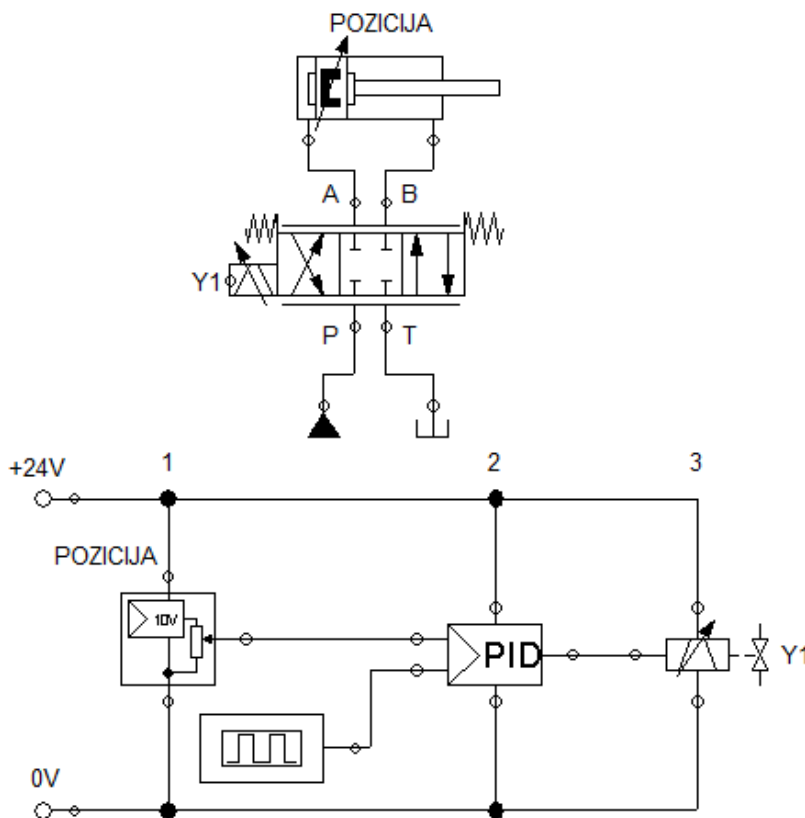 POZICIJA
A B
Y1
P T
1 2 3
+24V
POZICIJA
10V
PID
Y1
0V